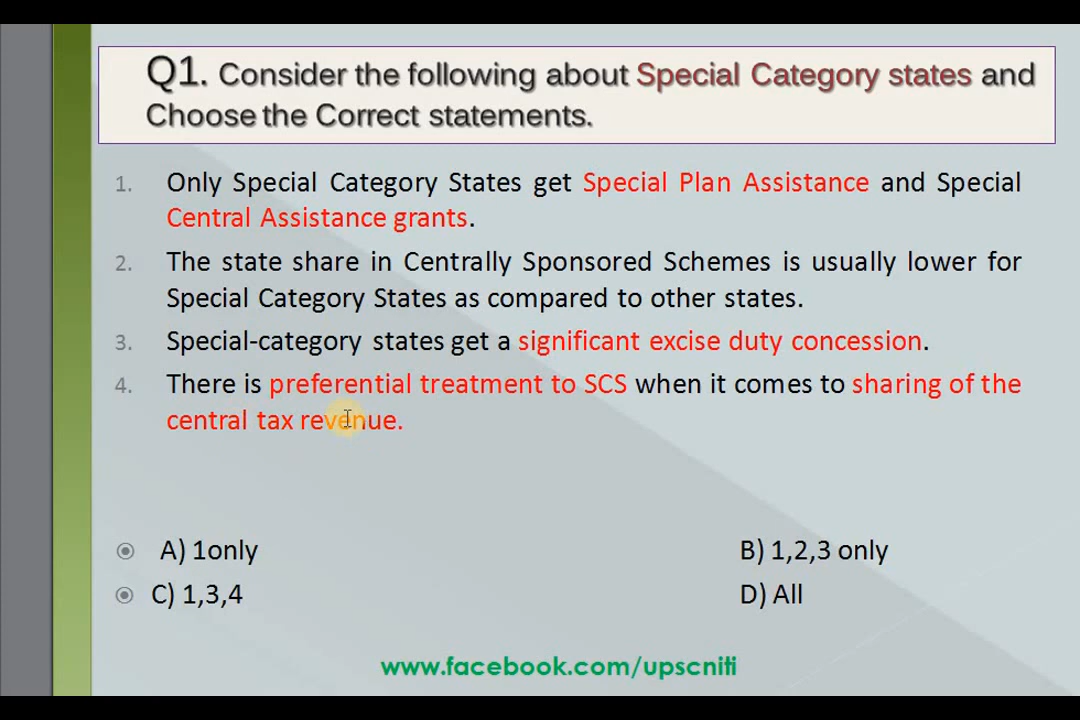 Q1. Consider the following about Special Category states and
Choose the Correct statements.
1. Only Special Category States get Special Plan Assistance and Special
Central Assistance grants.
2. The state share in Centrally Sponsored Schemes is usually lower for
Special Category States as compared to other states.
3. Special-category states get a significant excise duty concession.
4. There is preferential treatment to SCS when it comes to sharing of the
central tax revenue.
A) 1only B) 1,2,3 only
C) 1,3,4 D) All
www.facebook.com/upscniti